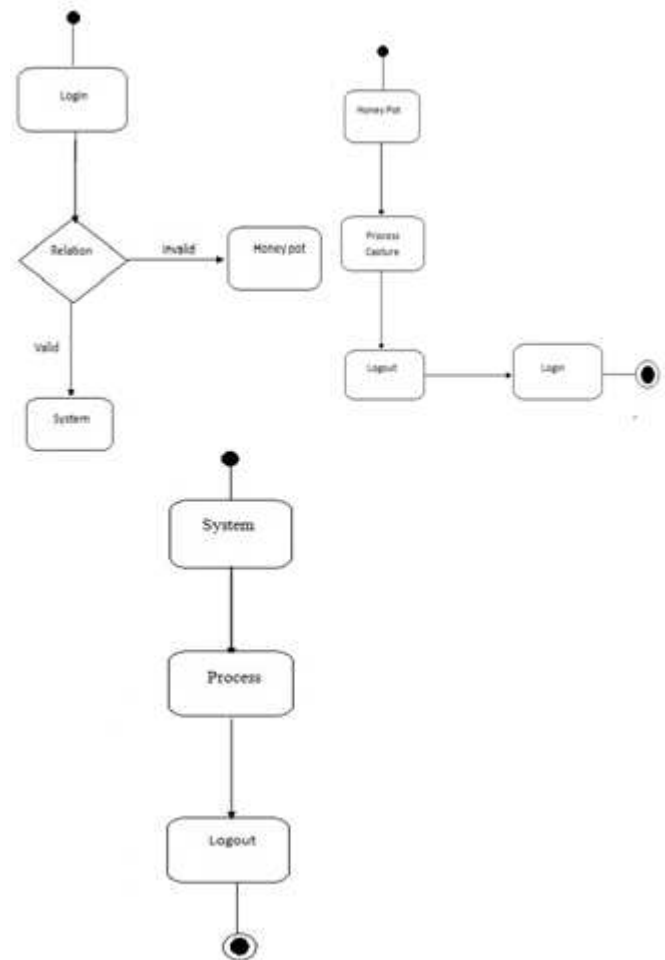 Login
Relation
Invalid
Honey pot
Valid
System
Honey Pot
Process
Capture
Logout
Login
System
Process
Logout